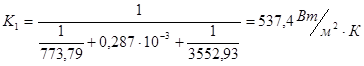 K₁ = 1 / (1/773,79 + 0,287·10⁻³ + 1/3552,93) = 537,4 Вт/м²·К